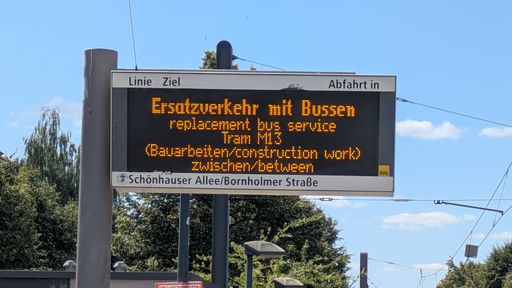 Linie Ziel Abfahrt in
Ersatzverkehr mit Bussen
replacement bus service
Tram M13
(Bauarbeiten/construction work)
zwischen/between
BVG
Schönhauser Allee/Bornholmer Straße